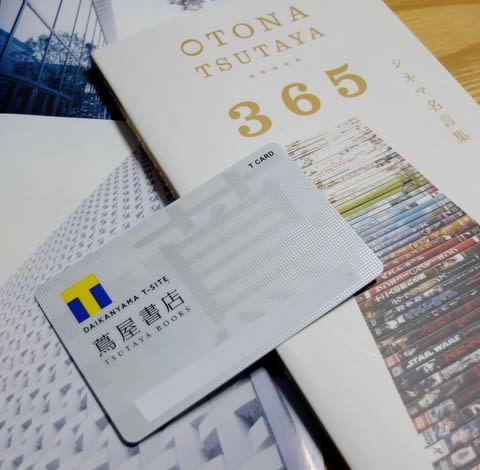 OTONA
TSUTAYA
365
シネマ名言集
T CARD
蔦
T
DAIKANYAMA T-SITE
蔦屋書店
TSUTAYA BOOKS
STAR WARS